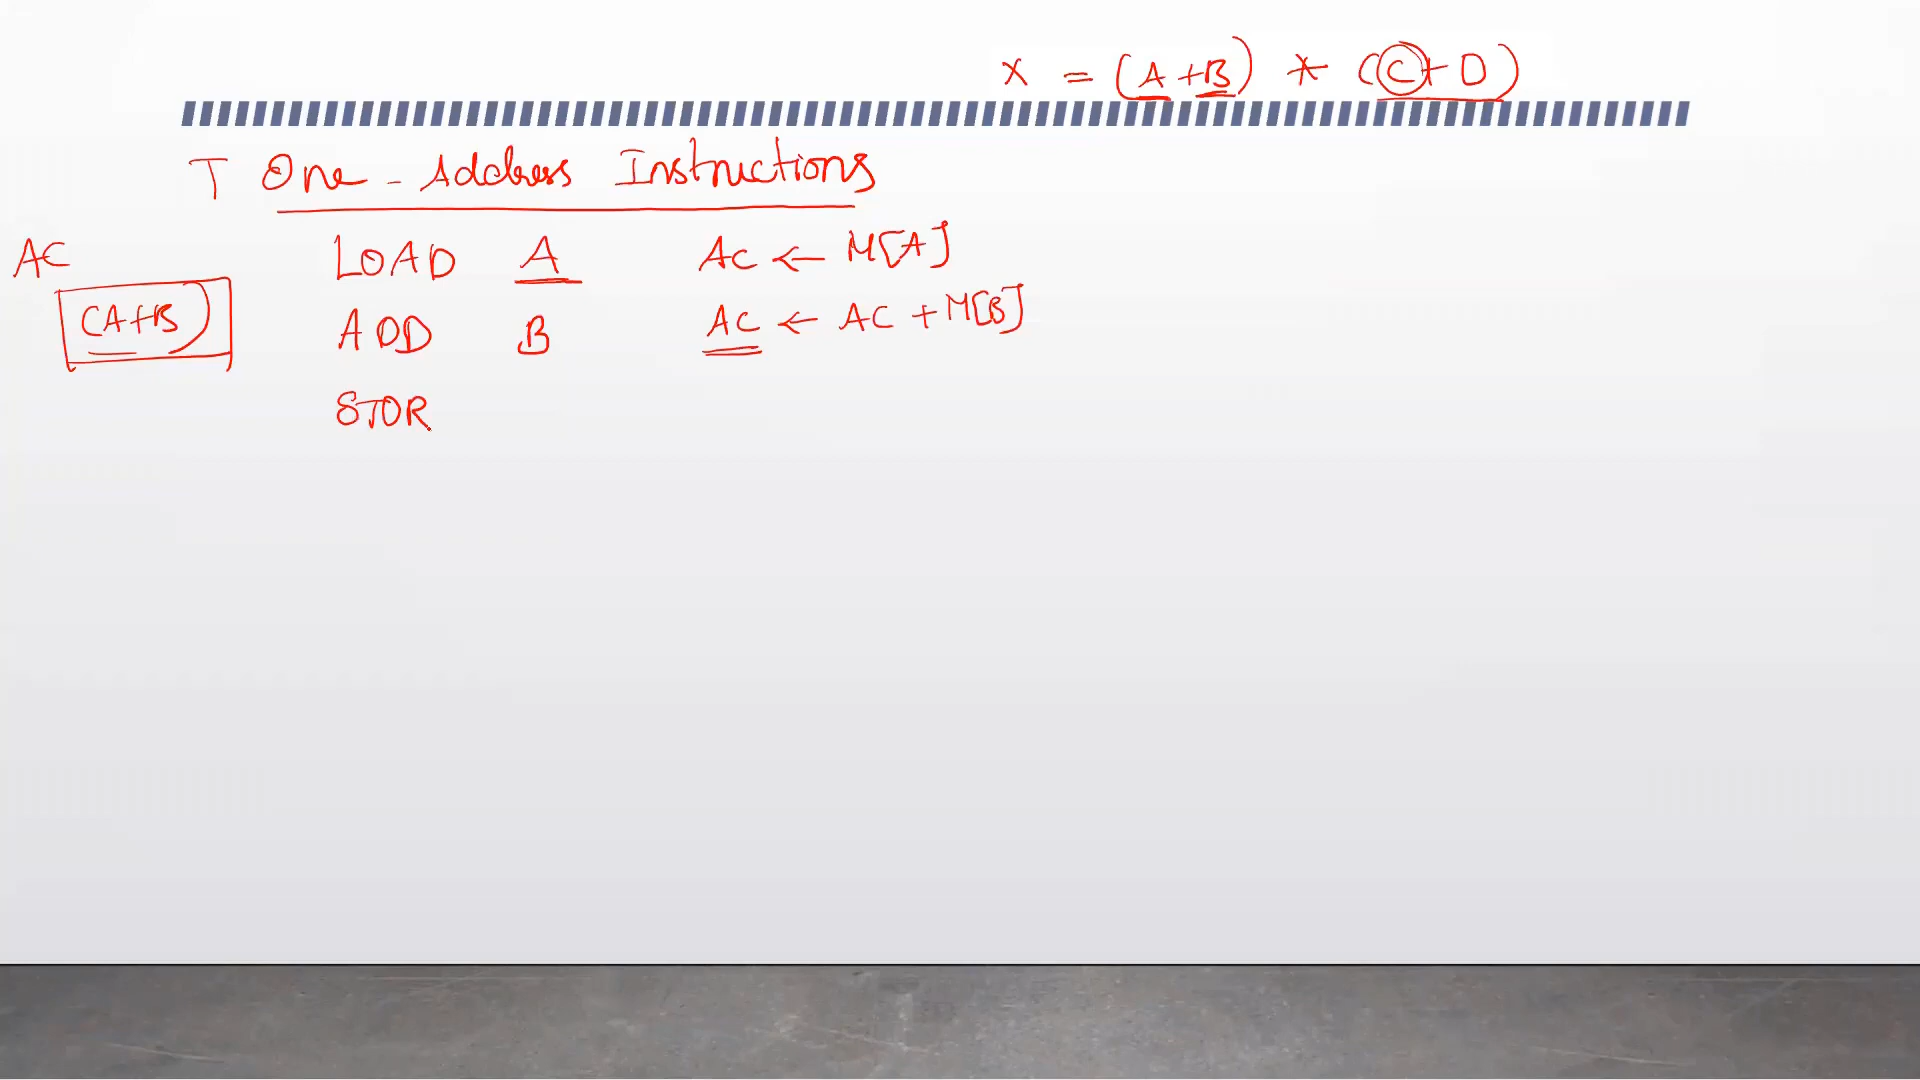 X = (A+B) * (C+D)
T One-Address Instructions
AC
LOAD A AC ← M[A]
(A+B)
ADD B AC ← AC + M[B]
STOR